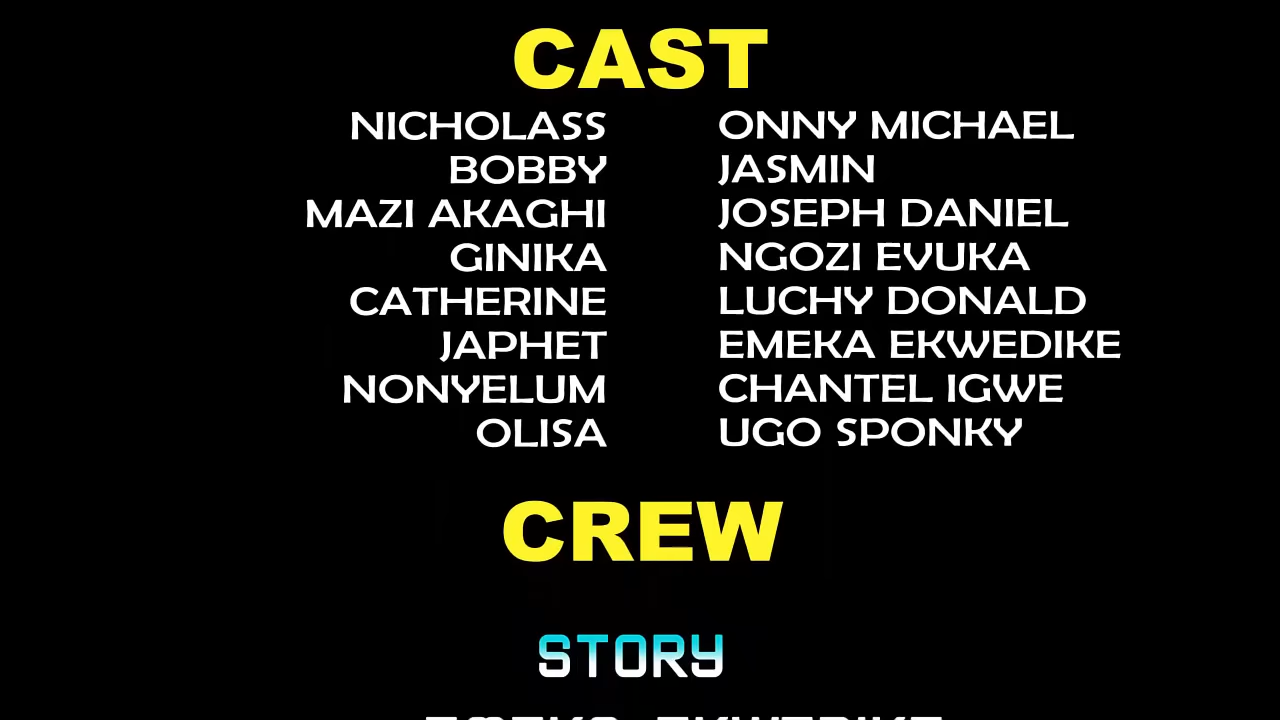 CAST
NICHOLASS ONNY MICHAEL
BOBBY JASMIN
MAZI AKAGHI JOSEPH DANIEL
GINIKA NGOZI EVUKA
CATHERINE LUCHY DONALD
JAPHET EMEKA EKWEDIKE
NONYELUM CHANTEL IGWE
OLISA UGO SPONKY
CREW
STORY